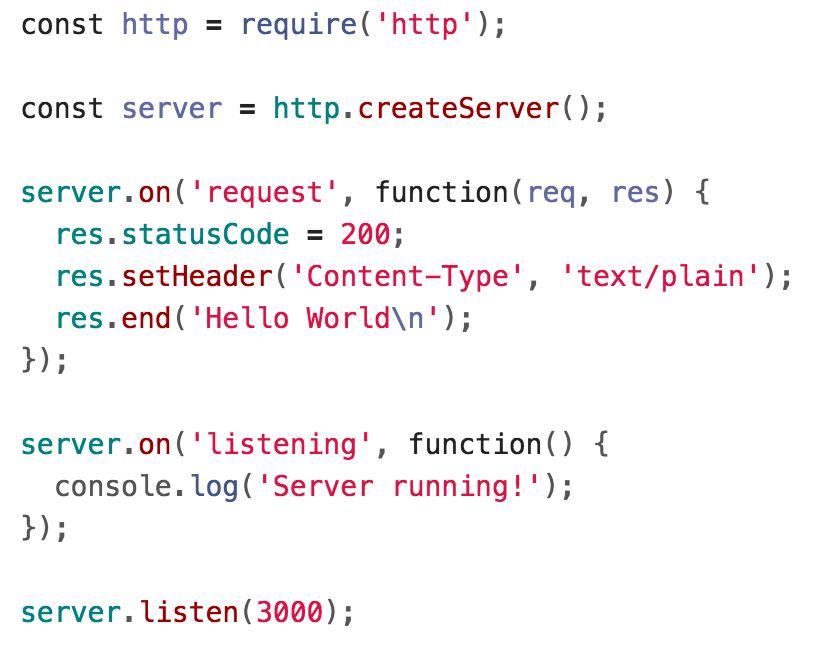 const http = require('http');

const server = http.createServer();

server.on('request', function(req, res) {
  res.statusCode = 200;
  res.setHeader('Content-Type', 'text/plain');
  res.end('Hello World\n');
});

server.on('listening', function() {
  console.log('Server running!');
});

server.listen(3000);